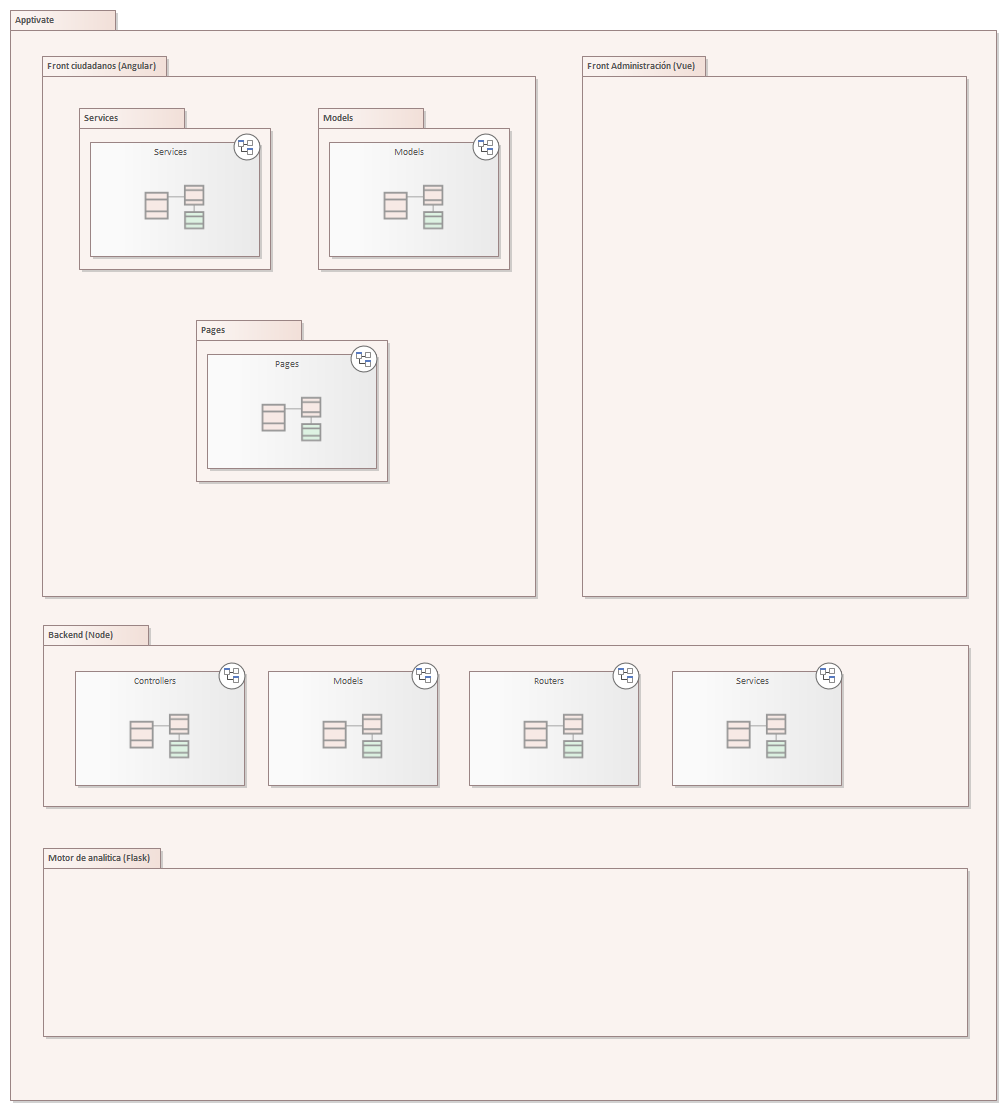 Apptivate
Front ciudadanos (Angular)
Front Administración (Vue)
Services
Models
Services
Models
Pages
Pages
Backend (Node)
Controllers
Models
Routers
Services
Motor de analitica (Flask)